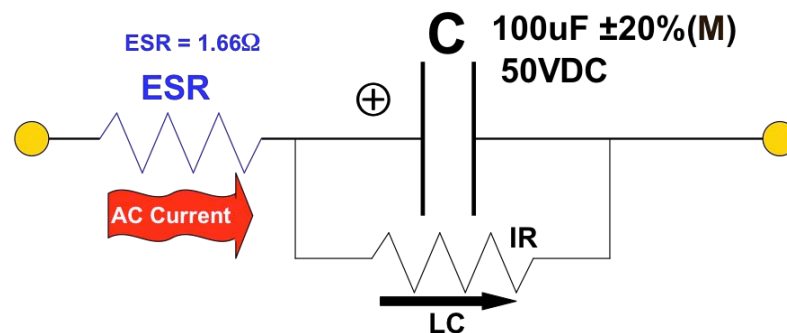 ESR = 1.66Ω
ESR
C
100uF ±20%(M)
50VDC
AC Current
IR
LC